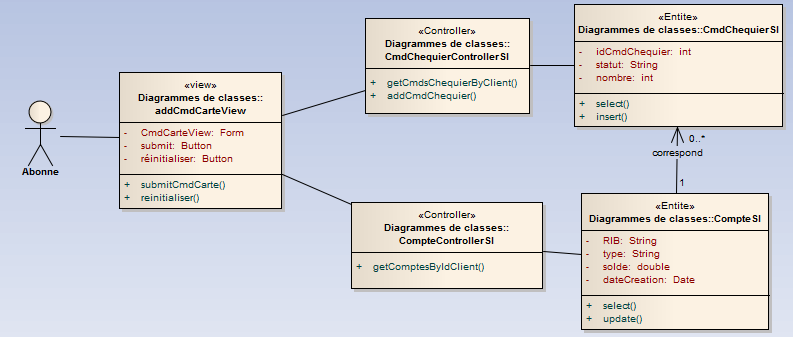 Abonne
«view»
Diagrammes de classes::
addCmdCarteView
- CmdCarteView: Form
- submit: Button
- réinitialiser: Button
+ submitCmdCarte()
+ reinitialiser()
«Controller»
Diagrammes de classes::
CmdChequierControllerSI
+ getCmdsChequierByClient()
+ addCmdChequier()
«Entite»
Diagrammes de classes::CmdChequierSI
- idCmdChequier: int
- statut: String
- nombre: int
+ select()
+ insert()
0..*
correspond
1
«Controller»
Diagrammes de classes::
CompteControllerSI
+ getComptesByIdClient()
«Entite»
Diagrammes de classes::CompteSI
- RIB: String
- type: String
- solde: double
- dateCreation: Date
+ select()
+ update()